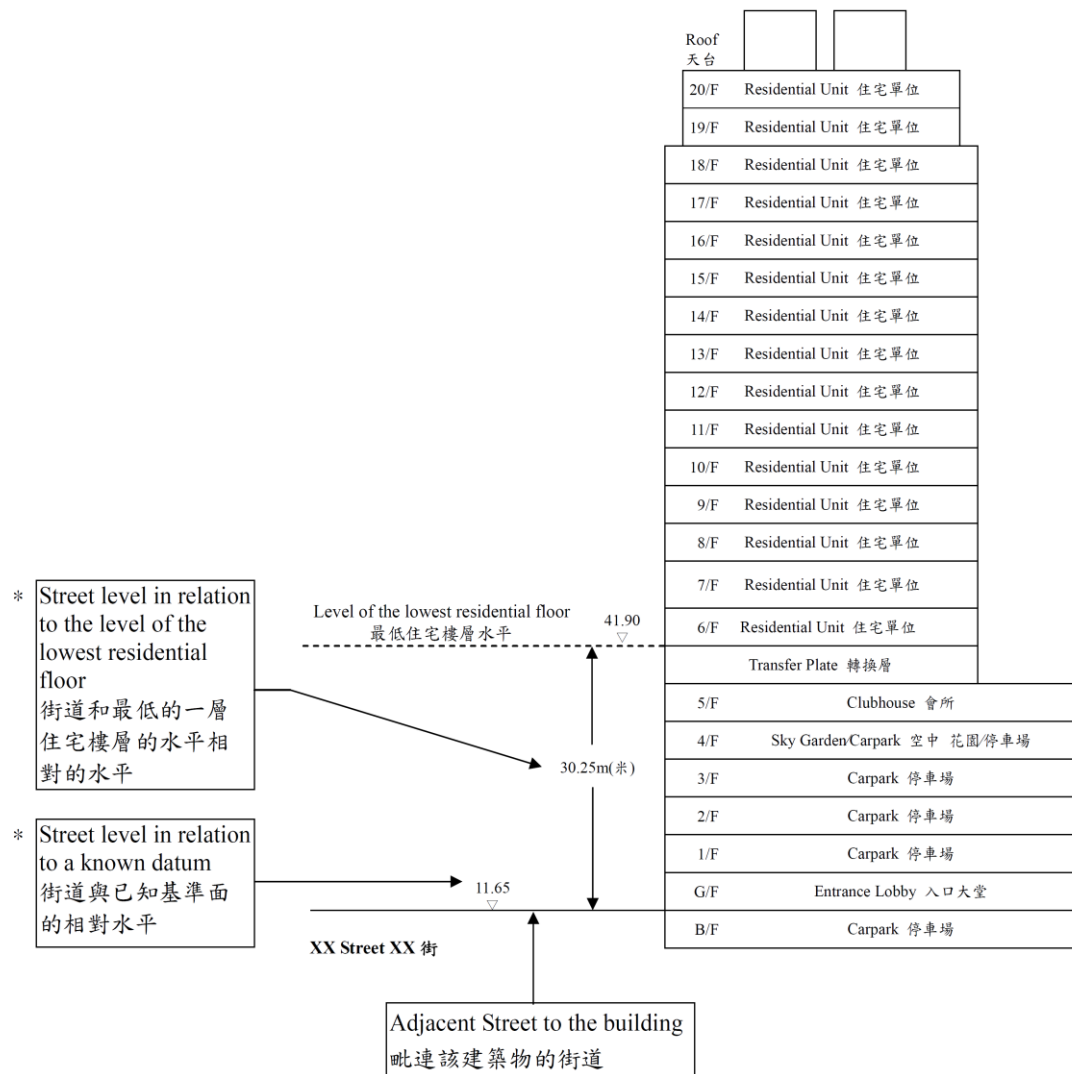 Roof
天台
20/F Residential Unit 住宅單位
19/F Residential Unit 住宅單位
18/F Residential Unit 住宅單位
17/F Residential Unit 住宅單位
16/F Residential Unit 住宅單位
15/F Residential Unit 住宅單位
14/F Residential Unit 住宅單位
13/F Residential Unit 住宅單位
12/F Residential Unit 住宅單位
11/F Residential Unit 住宅單位
10/F Residential Unit 住宅單位
9/F Residential Unit 住宅單位
8/F Residential Unit 住宅單位
7/F Residential Unit 住宅單位
6/F Residential Unit 住宅單位
Transfer Plate 轉換層
5/F Clubhouse 會所
4/F Sky Garden/Carpark 空中 花園/停車場
3/F Carpark 停車場
2/F Carpark 停車場
1/F Carpark 停車場
G/F Entrance Lobby 入口大堂
B/F Carpark 停車場
Level of the lowest residential floor
最低住宅樓層水平
41.90
* Street level in relation
to the level of the
lowest residential
floor
街道和最低的一層
住宅樓層的水平相
對的水平
30.25m(米)
* Street level in relation
to a known datum
街道與已知基準面
的相對水平
11.65
XX Street XX 街
Adjacent Street to the building
毗連該建築物的街道